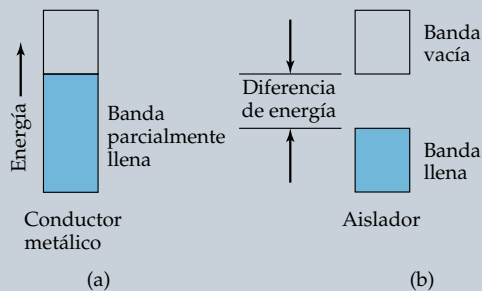 Energía
Banda
parcialmente
llena
Conductor
metálico
(a)
Diferencia
de energía
Banda
vacía
Banda
llena
Aislador
(b)